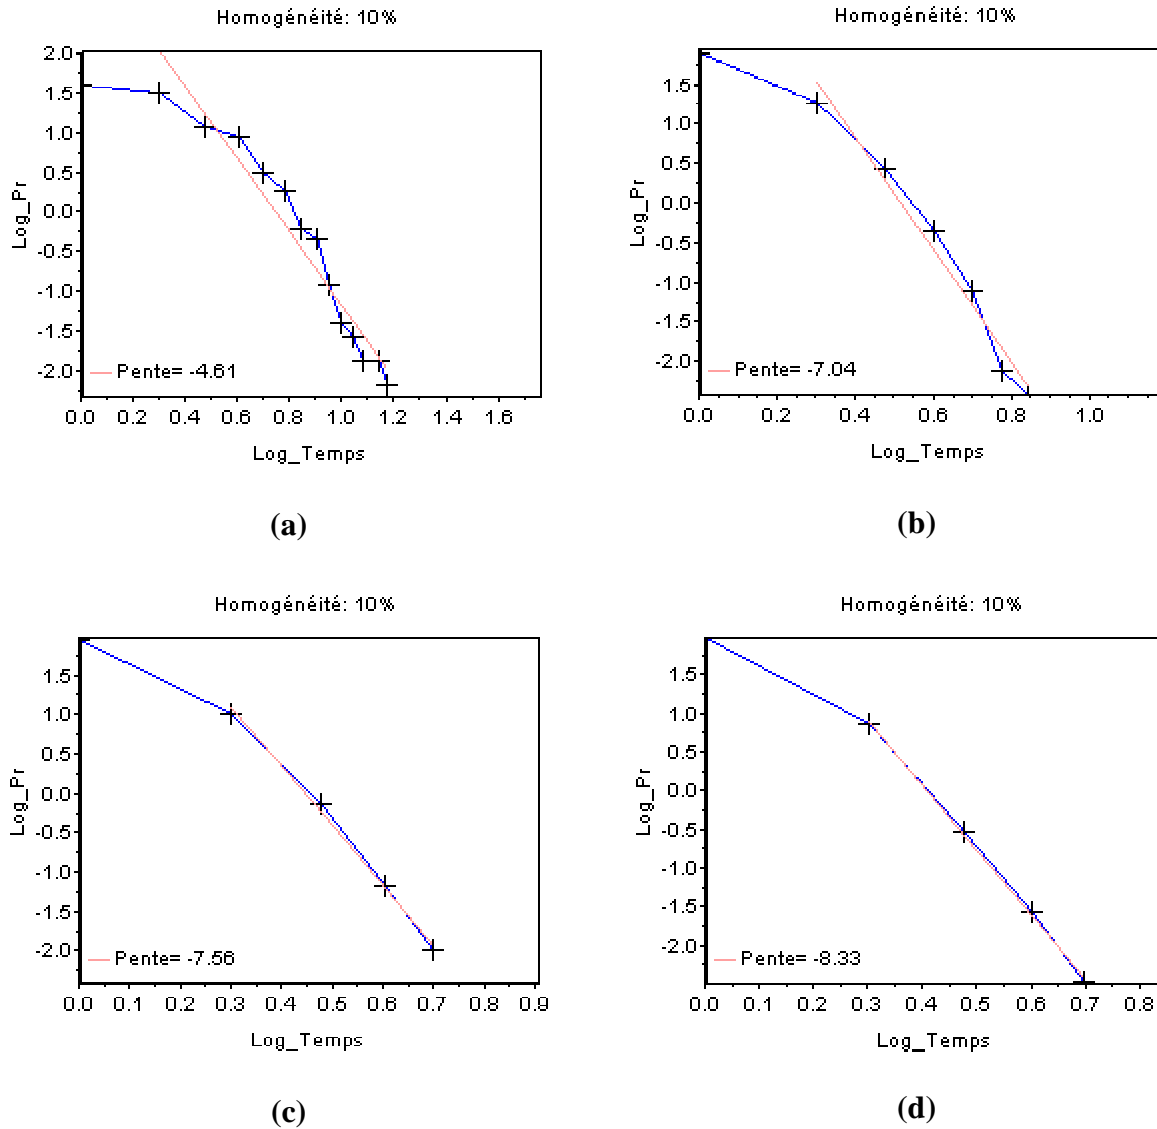 Homogénéité: 10%
2.0
1.5
1.0
0.5
0.0
-0.5
-1.0
-1.5
-2.0
Log_Pr
Pente= -4.61
0.0 0.2 0.4 0.6 0.8 1.0 1.2 1.4 1.6
Log_Temps
(a)
Homogénéité: 10%
1.5
1.0
0.5
0.0
-0.5
-1.0
-1.5
-2.0
Log_Pr
Pente= -7.04
0.0 0.2 0.4 0.6 0.8 1.0
Log_Temps
(b)
Homogénéité: 10%
1.5
1.0
0.5
0.0
-0.5
-1.0
-1.5
-2.0
Log_Pr
Pente= -7.56
0.0 0.1 0.2 0.3 0.4 0.5 0.6 0.7 0.8 0.9
Log_Temps
(c)
Homogénéité: 10%
1.5
1.0
0.5
0.0
-0.5
-1.0
-1.5
-2.0
Log_Pr
Pente= -8.33
0.0 0.1 0.2 0.3 0.4 0.5 0.6 0.7 0.8
Log_Temps
(d)